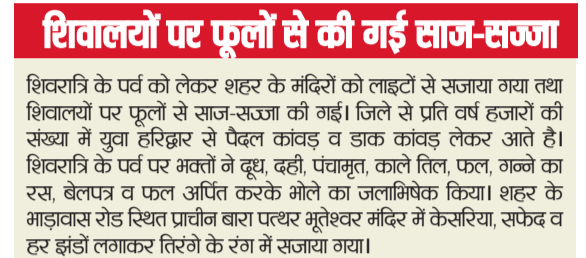 शिवालयों पर फूलों से की गई साज-सज्जा
शिवरात्रि के पर्व को लेकर शहर के मंदिरों को लाइटों से सजाया गया तथा
शिवालयों पर फूलों से साज-सज्जा की गई। जिले से प्रति वर्ष हजारों की
संख्या में युवा हरिद्वार से पैदल कांवड़ व डाक कांवड़ लेकर आते है।
शिवरात्रि के पर्व पर भक्तों ने दूध, दही, पंचामृत, काले तिल, फल, गन्ने का
रस, बेलपत्र व फल अर्पित करके भोले का जलाभिषेक किया। शहर के
भाड़ावास रोड स्थित प्राचीन बारा पत्थर भूतेश्वर मंदिर में केसरिया, सफेद व
हर झंडों लगाकर तिरंगे के रंग में सजाया गया।